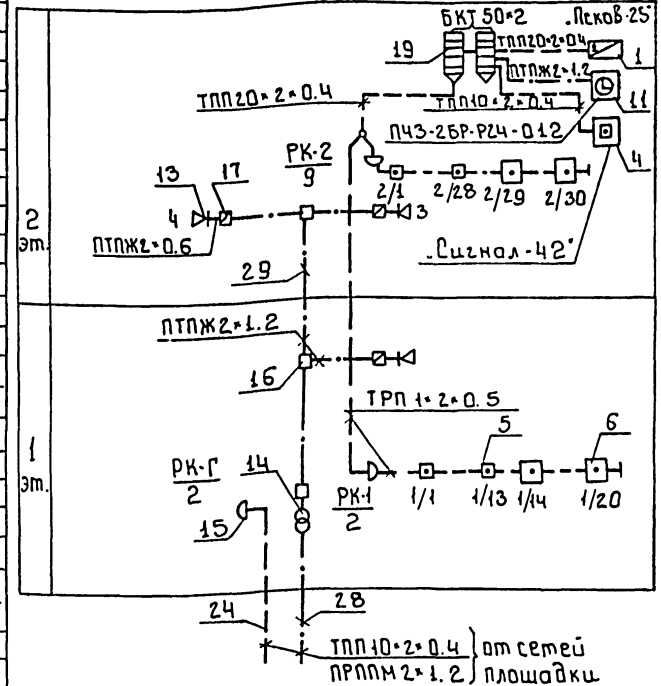 БКТ 50×2 „Псков-25"
19 ТПП20×2×0.4 1
ПТПЖ2×1.2
ТПП20×2×0.4 ТПП10×2×0.4 11
ПЧЗ-2БР-Р24-012
РК-2
9
4
13 17
2/1 2/28 2/29 2/30
4 3
2
эт.
ПТПЖ2×0.6
„Сигнал-42"
29
ПТПЖ2×1.2
16
ТРП 1×2×0.5
5 6
1
эт.
РК-Г
2
14
РК-1
2
1/1 1/13 1/14 1/20
15
24 28
ТПП10×2×0.4 от сетей
ПРППМ2×1.2 площадки